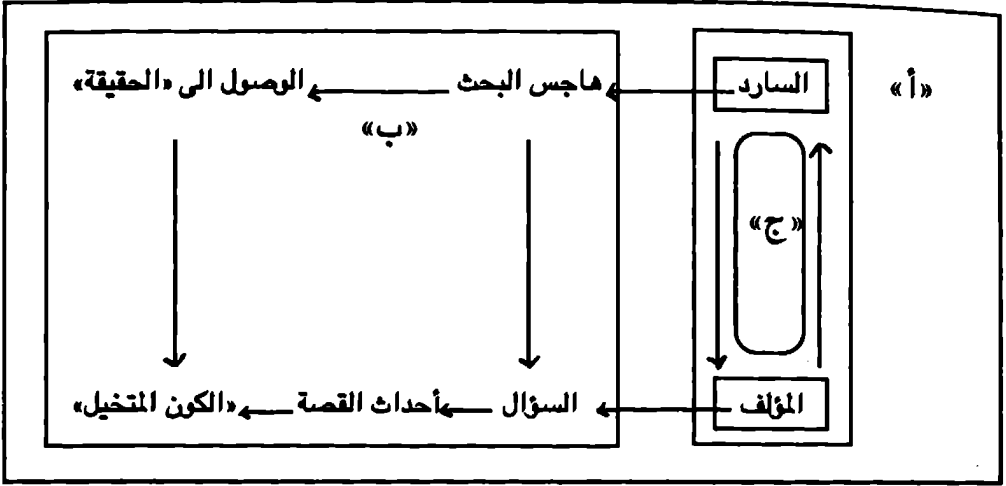 «أ» السارد هاجس البحث الوصول الى «الحقيقة»
«ب»
«ج»
المؤلف السؤال أحداث القصة «الكون المتخيل»